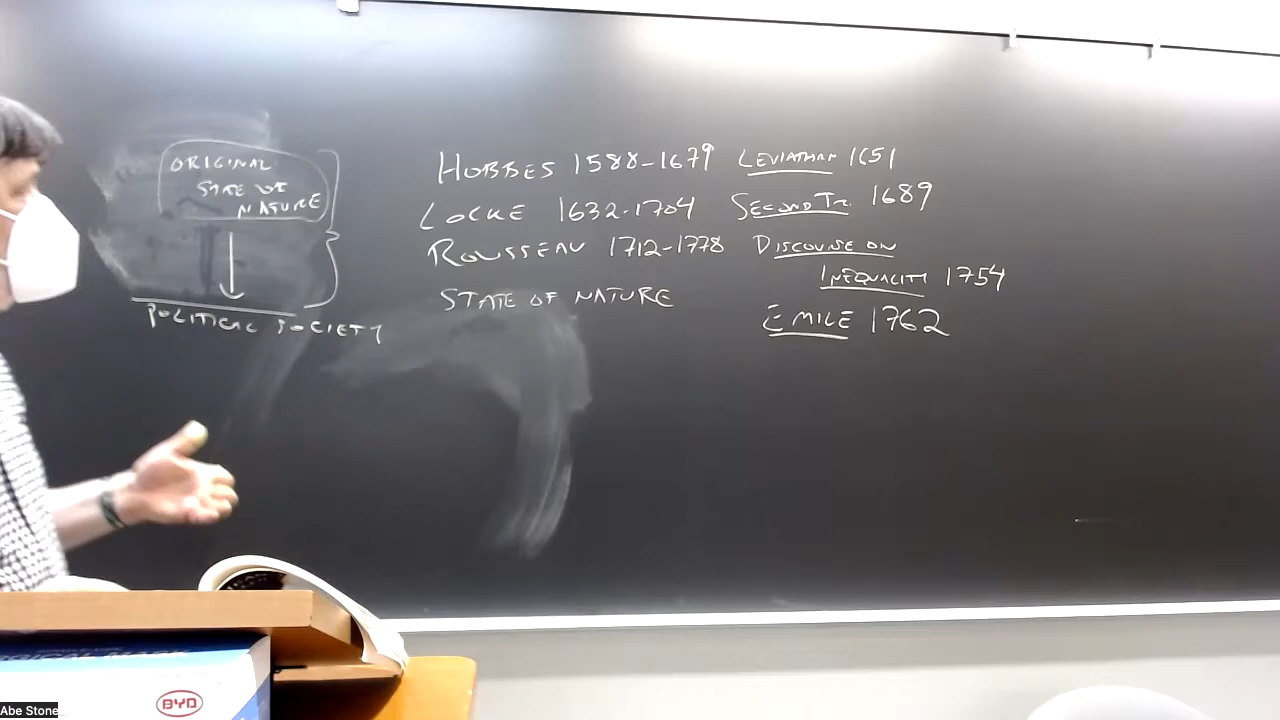 ORIGINAL
STATE OF
NATURE
POLITICAL SOCIETY
HOBBES 1588-1679 LEVIATHAN 1651
LOCKE 1632-1704 SECOND TR. 1689
ROUSSEAU 1712-1778 DISCOURSE ON
INEQUALITY 1754
STATE OF NATURE
EMILE 1762
BYD
Abe Stone